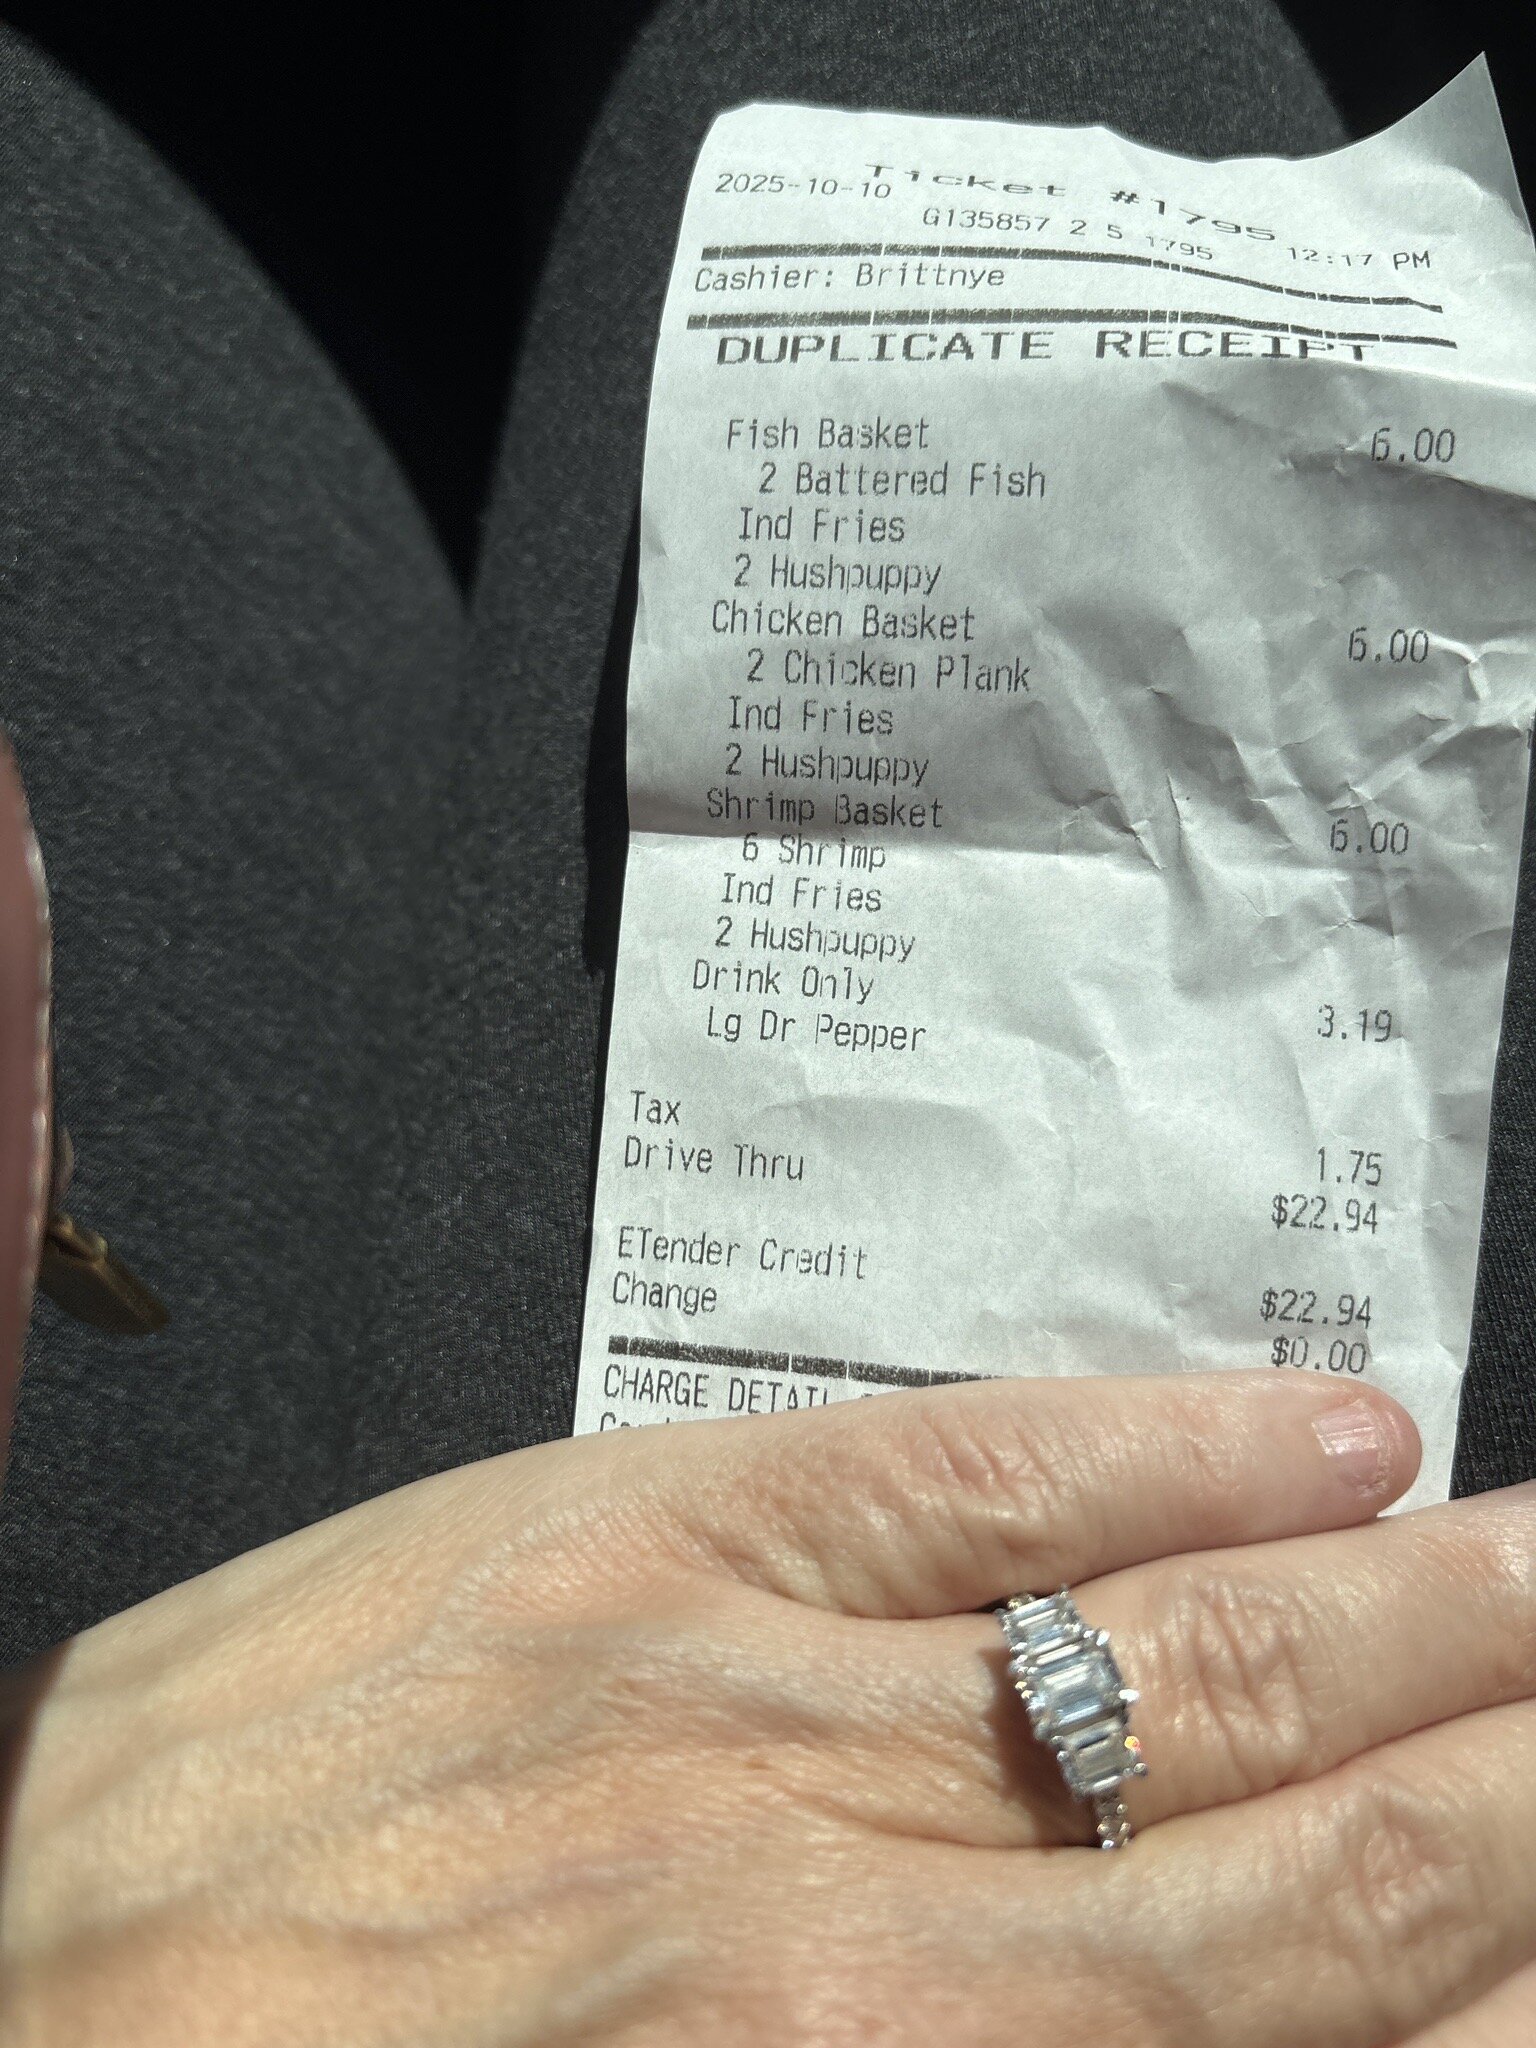 Ticket #1795
2025-10-10 12:17 PM
G135857 2 5 1795
Cashier: Brittnye
DUPLICATE RECEIPT
Fish Basket 6.00
2 Battered Fish
Ind Fries
2 Hushpuppy
Chicken Basket 6.00
2 Chicken Plank
Ind Fries
2 Hushpuppy
Shrimp Basket 6.00
6 Shrimp
Ind Fries
2 Hushpuppy
Drink Only 3.19
Lg Dr Pepper
Tax 1.75
Drive Thru $22.94
ETender Credit $22.94
Change $0.00
CHARGE DETAIL